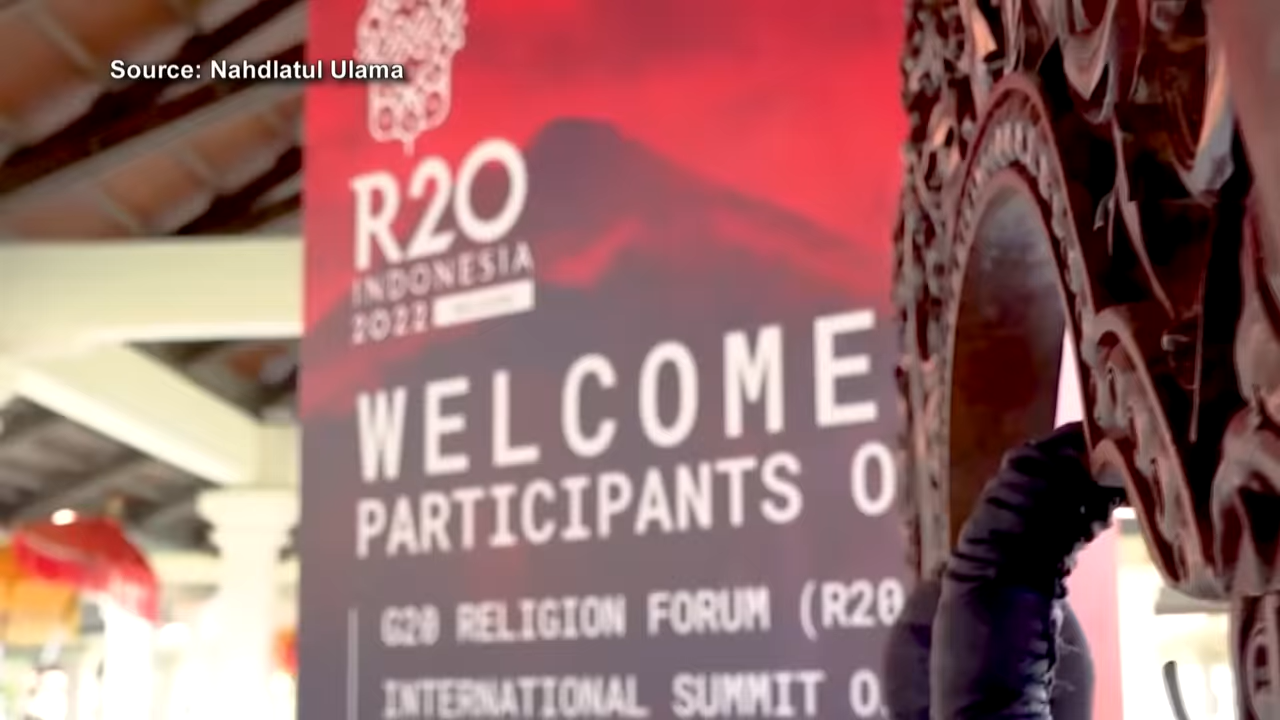 Source: Nahdlatul Ulama
R20
INDONESIA
2022
WELCOME
PARTICIPANTS O
G20 RELIGION FORUM (R20
INTERNATIONAL SUMMIT O